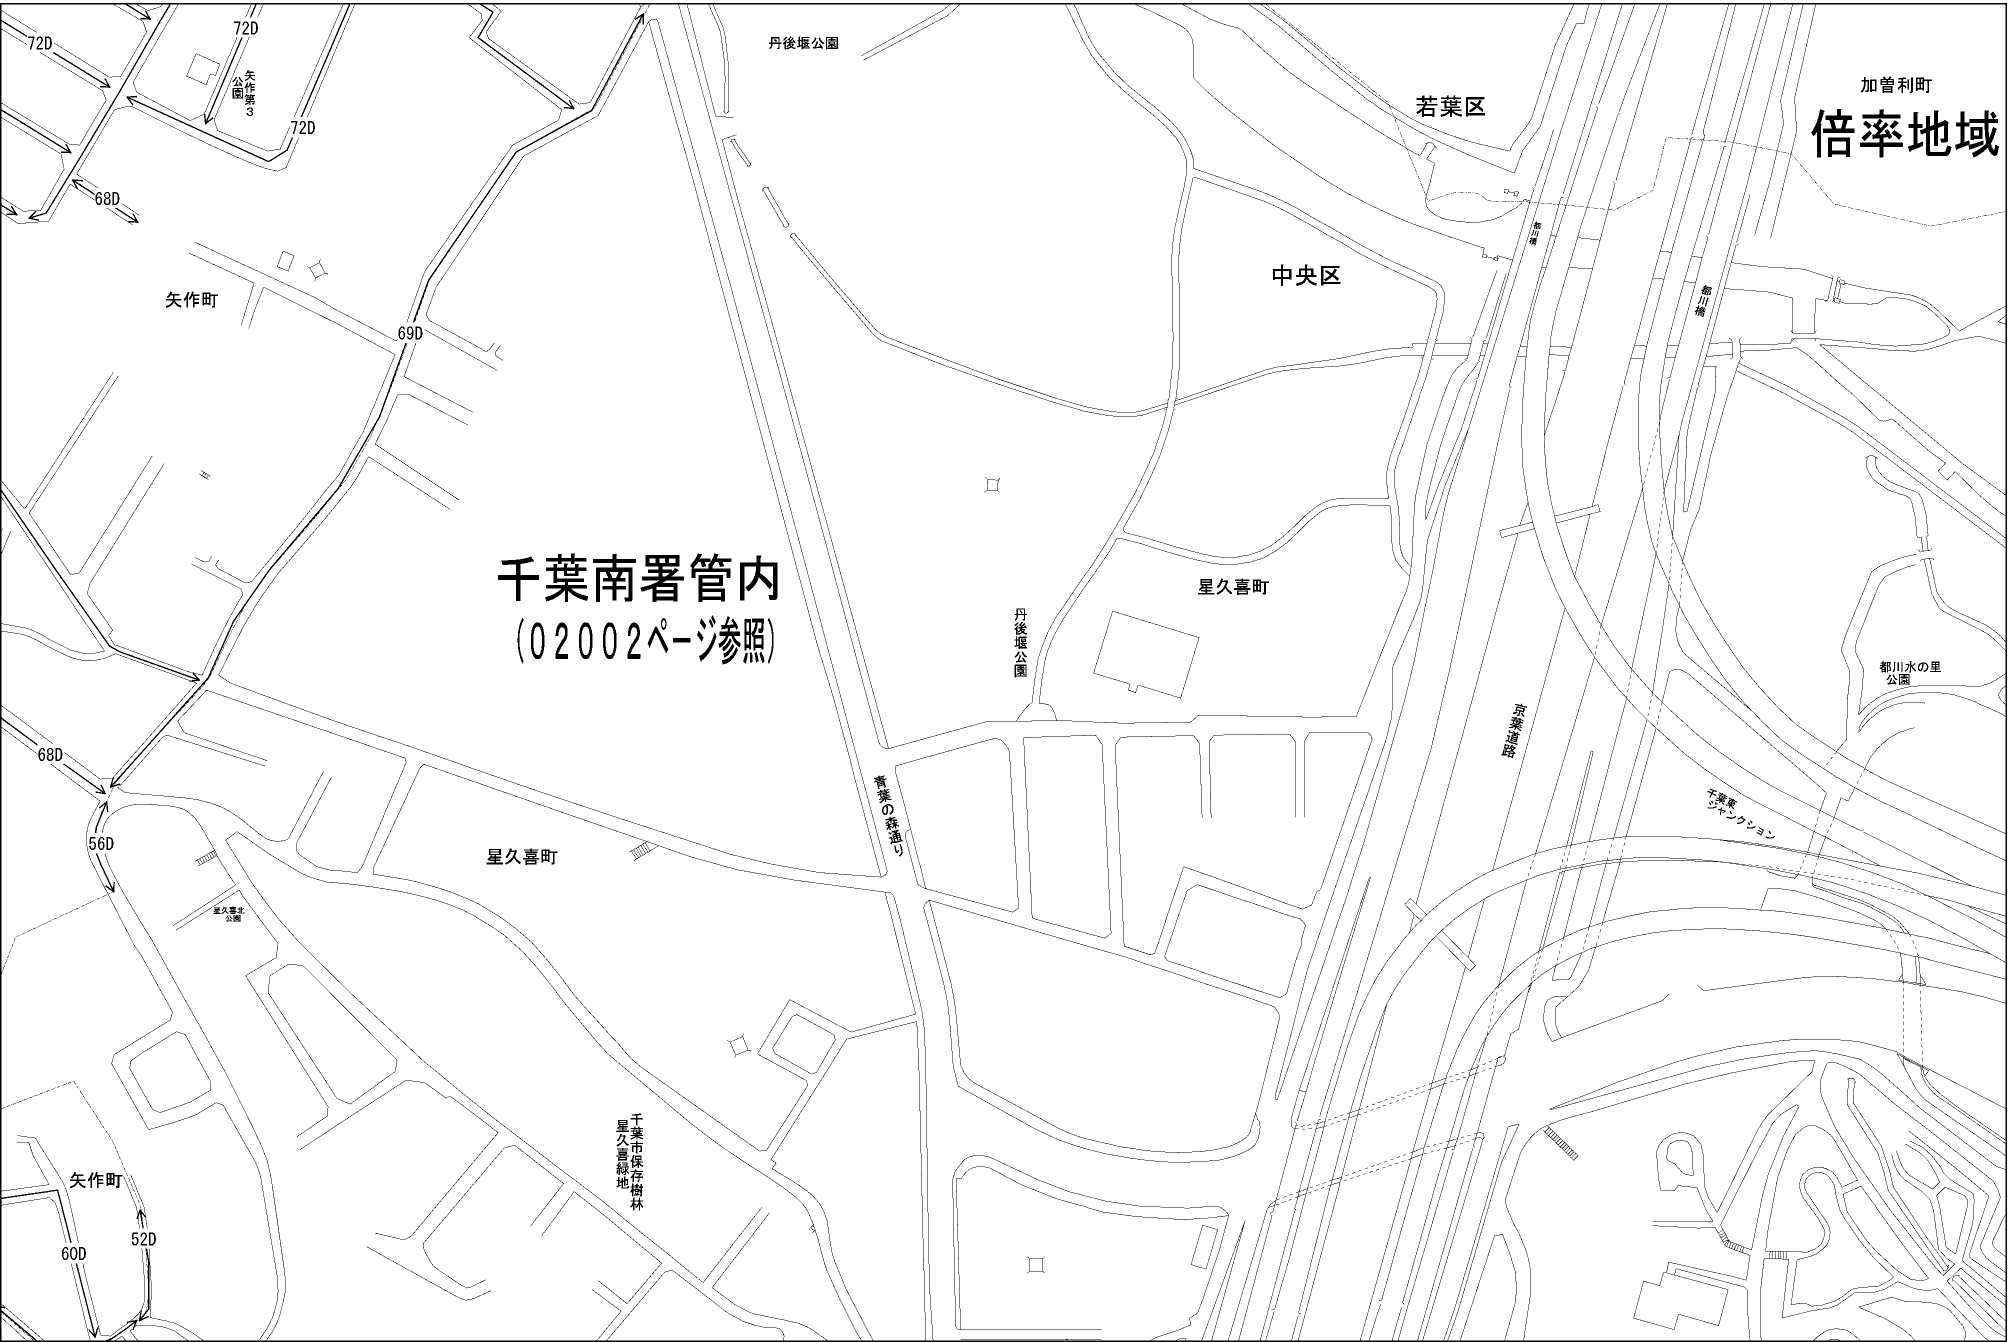 72D
72D
矢作第3
公園
72D
68D
丹後堰公園
若葉区
加曽利町
倍率地域
都川橋
中央区
都川橋
矢作町
69D
千葉南署管内
(02002ページ参照)
星久喜町
丹後堰公園
都川水の里
公園
京葉道路
68D
青葉の森通り
千葉東
ジャンクション
56D
星久喜町
星久喜北
公園
千葉市保存樹林
星久喜緑地
矢作町
60D
52D